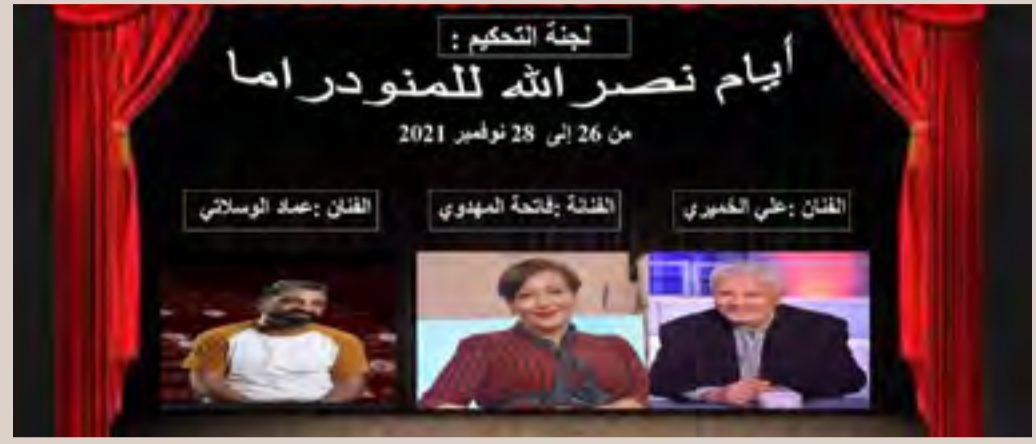 لجنة التحكيم :
أيام نصر الله للمنودراما
من 26 إلى 28 نوفمبر 2021
الفنان :علي الخميري
الفنانة :فاتحة المهدوي
الفنان :عماد الوسلاتي